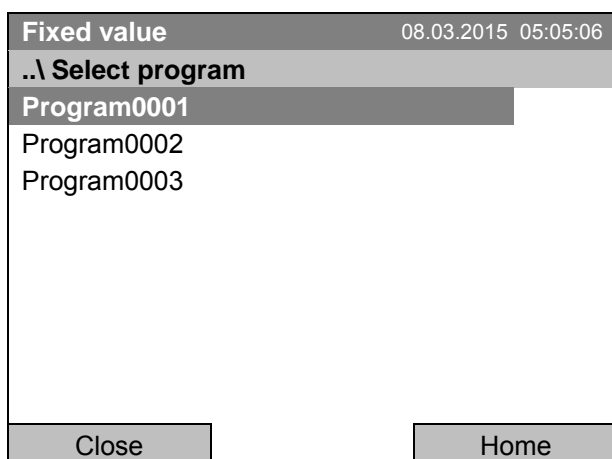 Fixed value 08.03.2015 05:05:06
..\ Select program
Program0001
Program0002
Program0003
Close Home